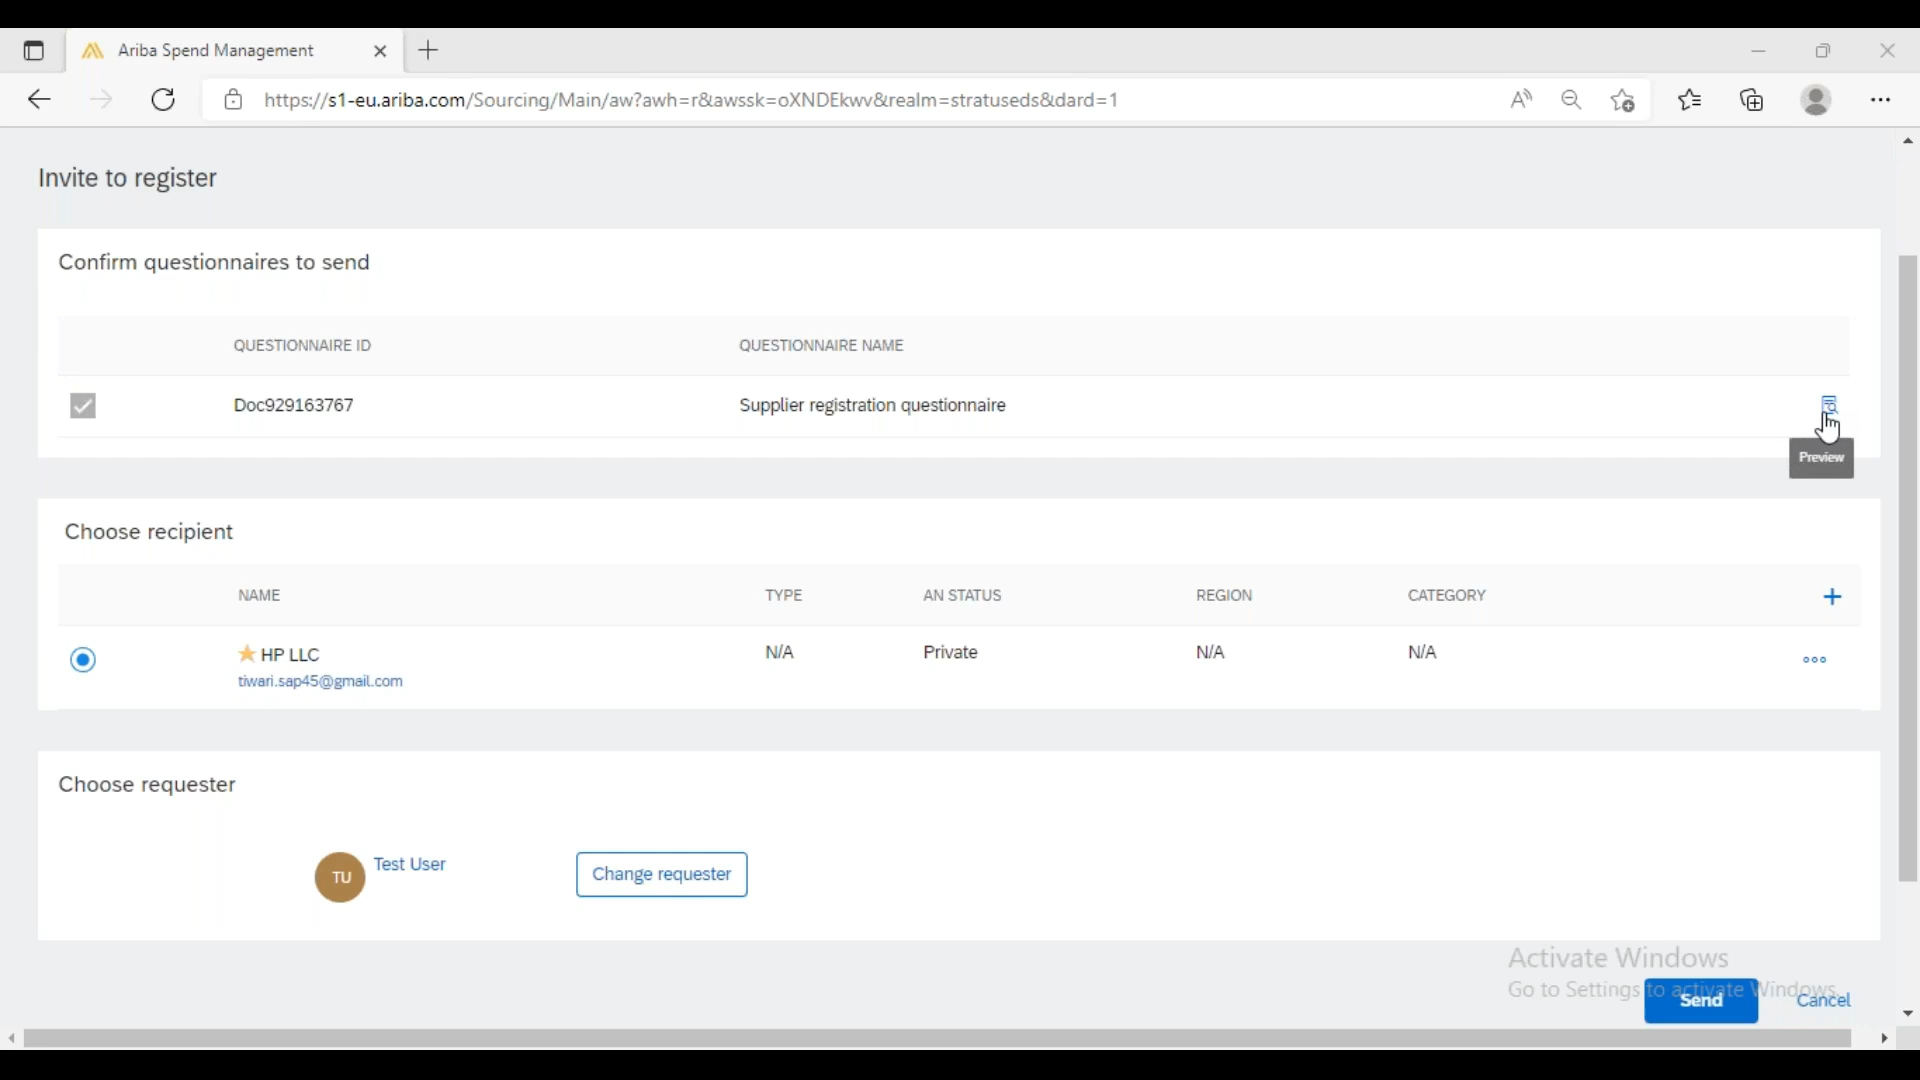 Ariba Spend Management
https://s1-eu.ariba.com/Sourcing/Main/aw?awh=r&awssk=oXNDEkwv&realm=stratuseds&dard=1
Invite to register
Confirm questionnaires to send
QUESTIONNAIRE ID QUESTIONNAIRE NAME
Doc929163767 Supplier registration questionnaire
Preview
Choose recipient
NAME TYPE AN STATUS REGION CATEGORY
HP LLC N/A Private N/A N/A
tiwari.sap45@gmail.com
Choose requester
TU Test User Change requester
Activate Windows
Go to Settings to activate Windows.
Send Cancel